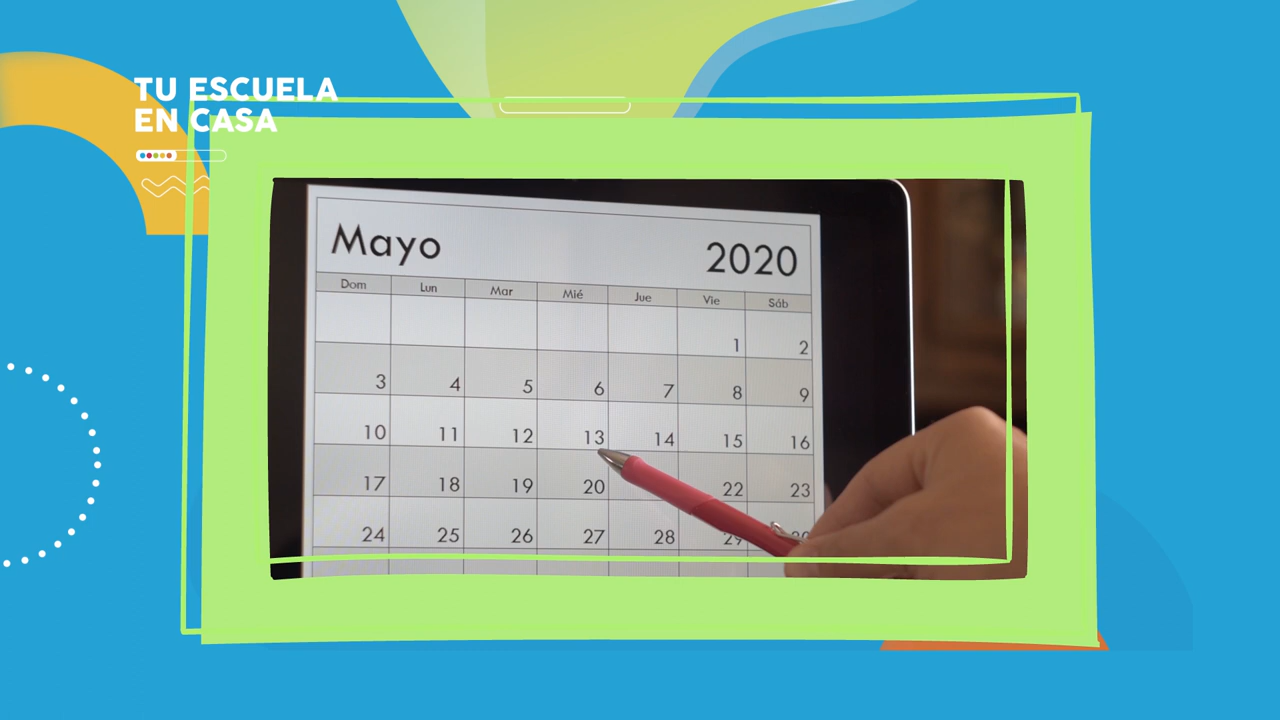 TU ESCUELA
EN CASA
Mayo 2020
Dom Lun Mar Mié Jue Vie Sáb
1 2
3 4 5 6 7 8 9
10 11 12 13 14 15 16
17 18 19 20 22 23
24 25 26 27 28 29 30